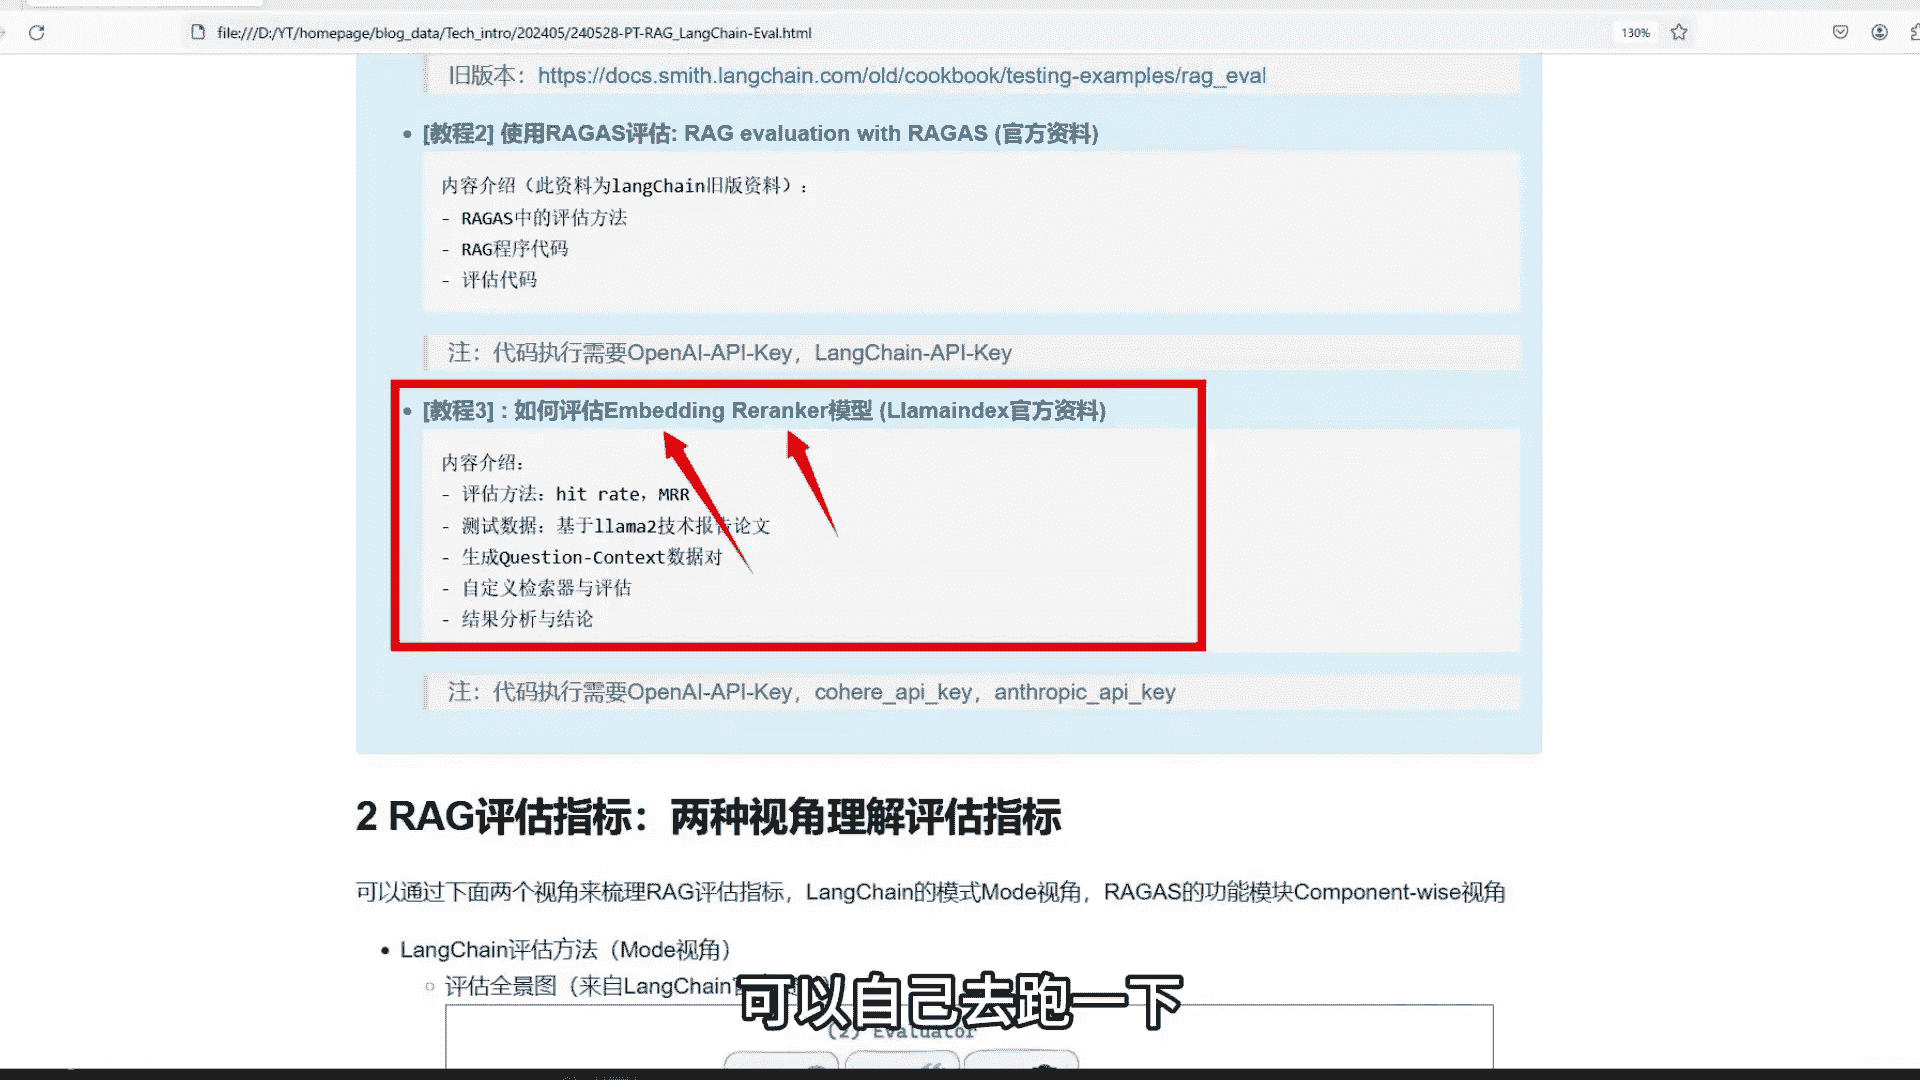 file:///D:/YT/homepage/blog_data/Tech_intro/202405/240528-PT-RAG_LangChain-Eval.html
130%
旧版本：https://docs.smith.langchain.com/old/cookbook/testing-examples/rag_eval
• [教程2] 使用RAGAS评估: RAG evaluation with RAGAS (官方资料)
内容介绍（此资料为langChain旧版资料）：
- RAGAS中的评估方法
- RAG程序代码
- 评估代码
注：代码执行需要OpenAI-API-Key，LangChain-API-Key
• [教程3] : 如何评估Embedding Reranker模型 (Llamaindex官方资料)
内容介绍：
- 评估方法：hit rate，MRR
- 测试数据：基于llama2技术报告论文
- 生成Question-Context数据对
- 自定义检索器与评估
- 结果分析与结论
注：代码执行需要OpenAI-API-Key，cohere_api_key，anthropic_api_key
2 RAG评估指标：两种视角理解评估指标
可以通过下面两个视角来梳理RAG评估指标，LangChain的模式Mode视角，RAGAS的功能模块Component-wise视角
• LangChain评估方法（Mode视角）
○ 评估全景图（来自LangChain
可以自己去跑一下
(2) Evaluator